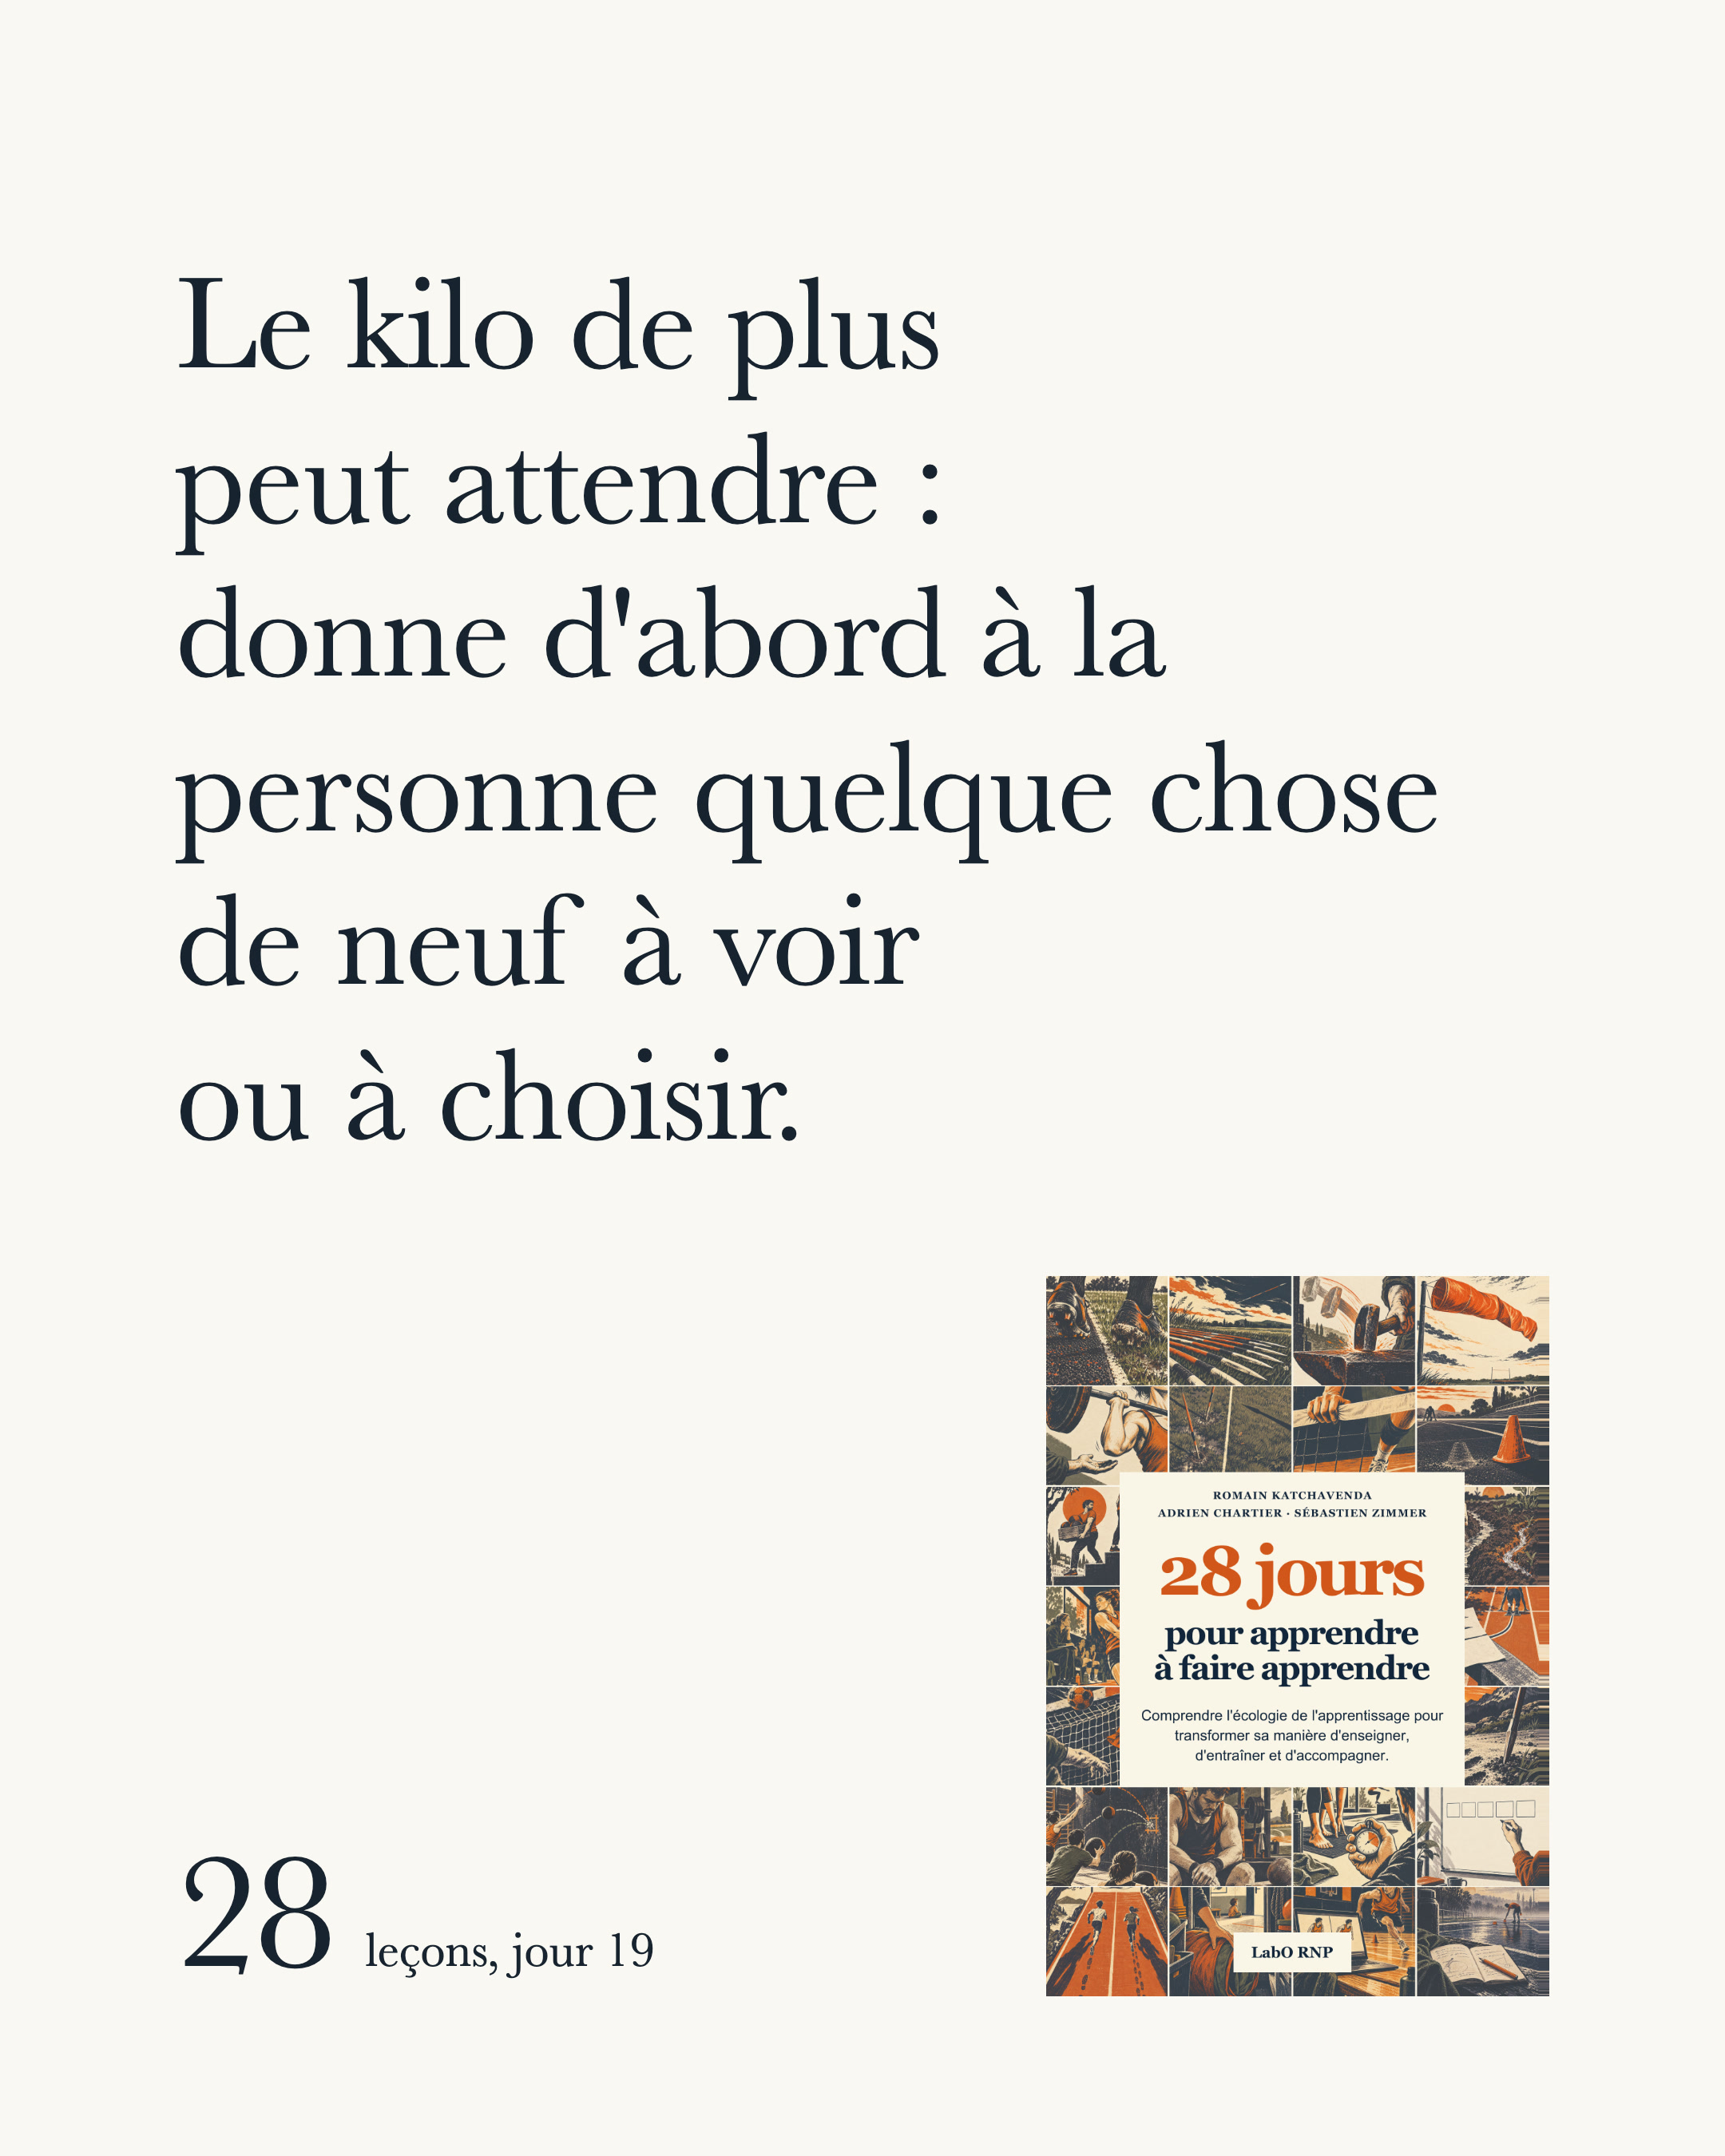 Le kilo de plus
peut attendre :
donne d'abord à la
personne quelque chose
de neuf à voir
ou à choisir.
ROMAIN KATCHAVENDA
ADRIEN CHARTIER · SÉBASTIEN ZIMMER
28 jours
pour apprendre
à faire apprendre
Comprendre l'écologie de l'apprentissage pour
transformer sa manière d'enseigner,
d'entraîner et d'accompagner.
LabO RNP
28 leçons, jour 19